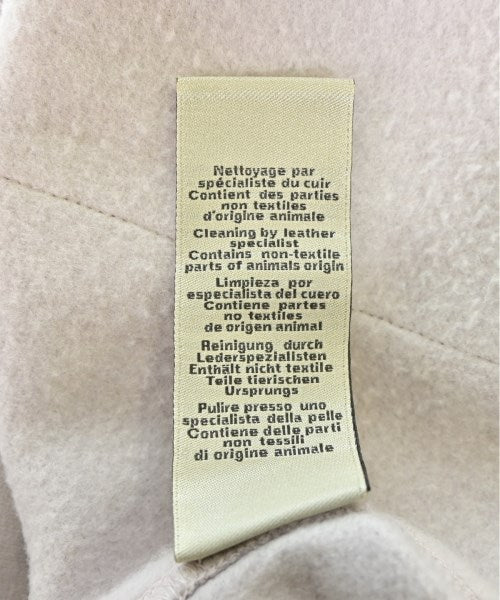 Nettoyage par
spécialiste du cuir
Contient des parties
non textiles
d'origine animale
Cleaning by leather
specialist
Contains non-textile
parts of animals origin
Limpieza por
especialista del cuero
Contiene partes
no textiles
de origen animal
Reinigung durch
Lederspezialisten
Enthält nicht textile
Teile tierischen
Ursprungs
Pulire presso uno
specialista della pelle
Contiene delle parti
non tessili
di origine animale